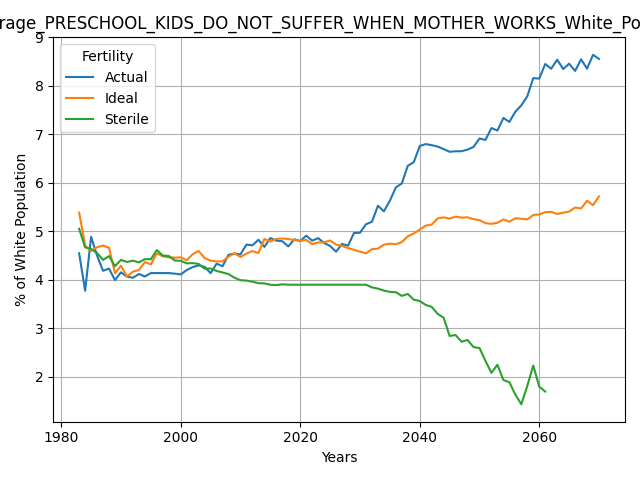 rage_PRESCHOOL_KIDS_DO_NOT_SUFFER_WHEN_MOTHER_WORKS_White_Po
9
8
7
6
5
4
3
2
% of White Population
Fertility
Actual
Ideal
Sterile
1980 2000 2020 2040 2060
Years